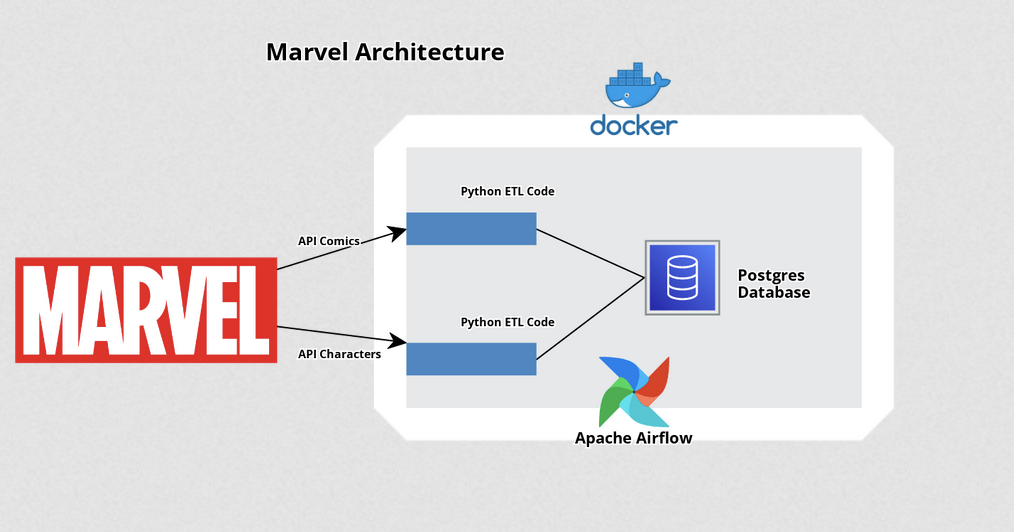 Marvel Architecture
docker
Python ETL Code
API Comics
MARVEL
Postgres
Database
Python ETL Code
API Characters
Apache Airflow